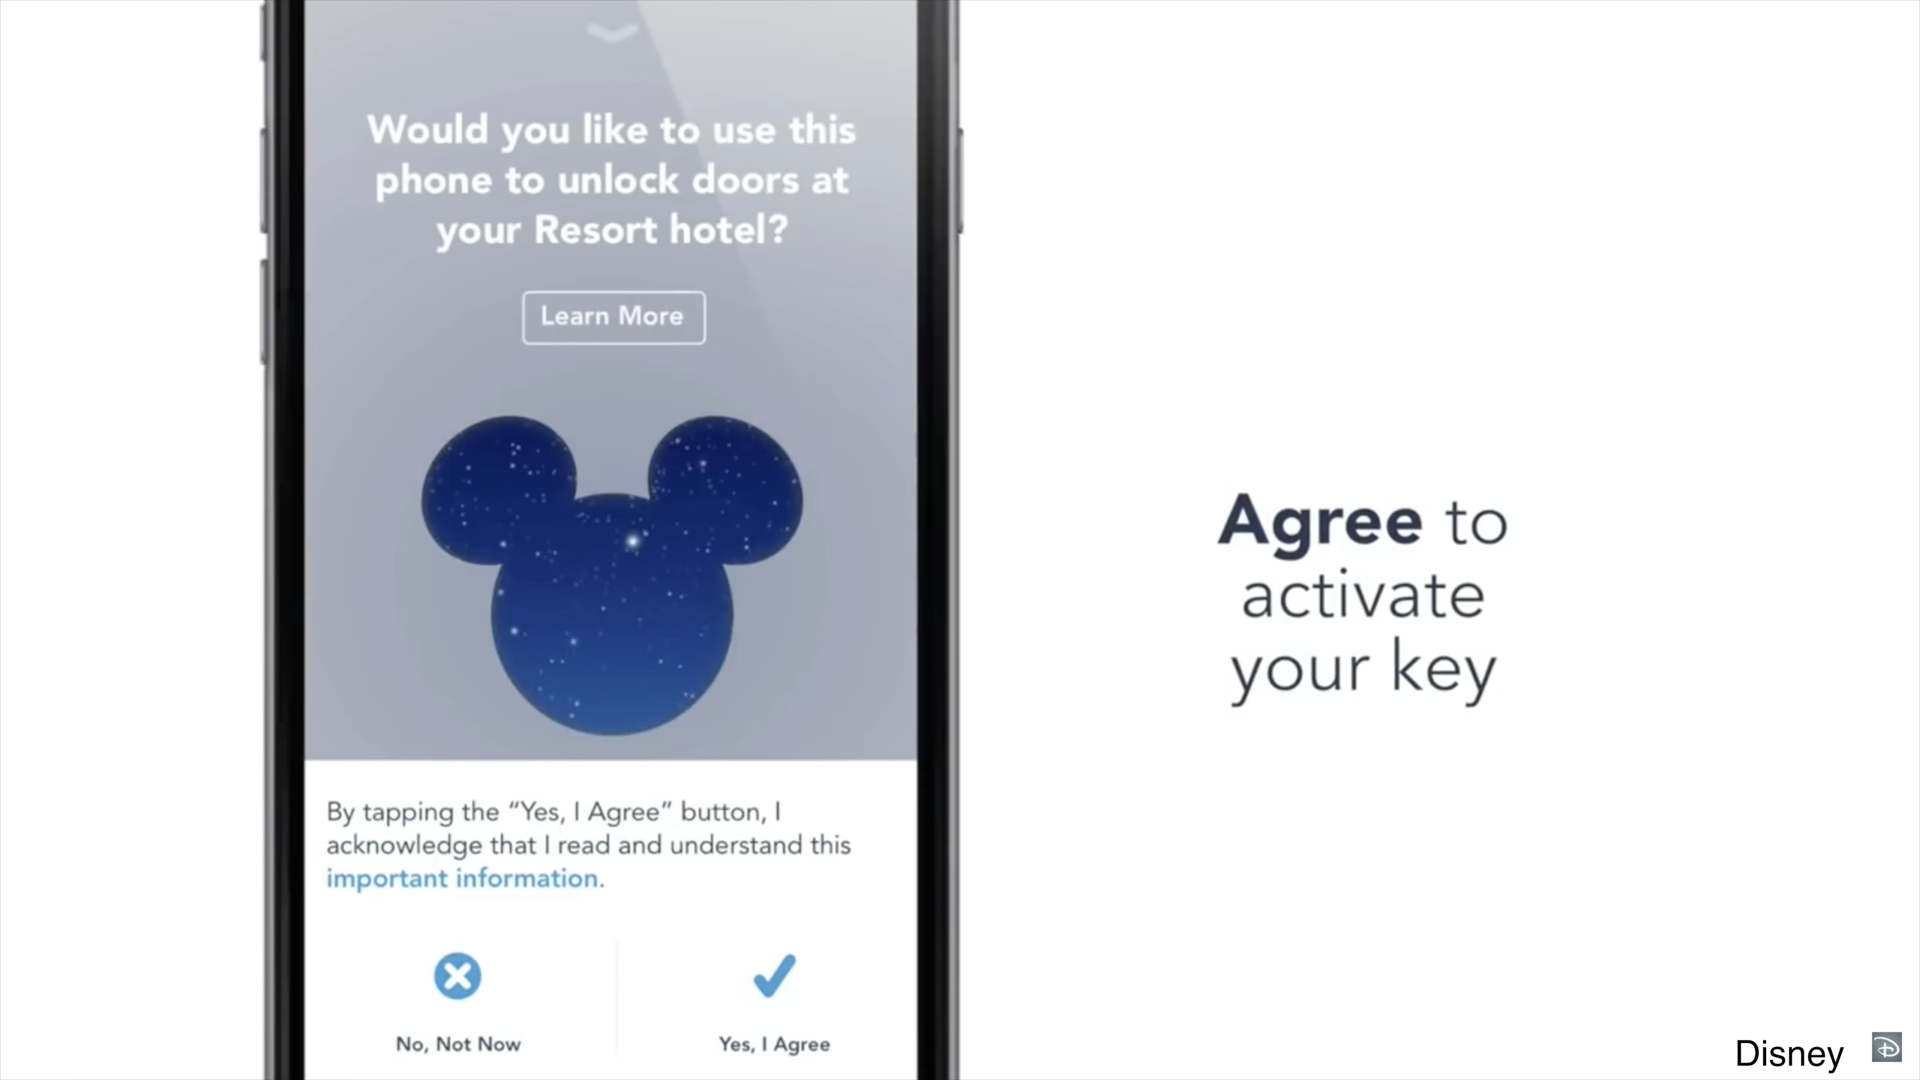 Would you like to use this
phone to unlock doors at
your Resort hotel?
Learn More
By tapping the “Yes, I Agree” button, I
acknowledge that I read and understand this
important information.
No, Not Now
Yes, I Agree
Agree to
activate
your key
Disney